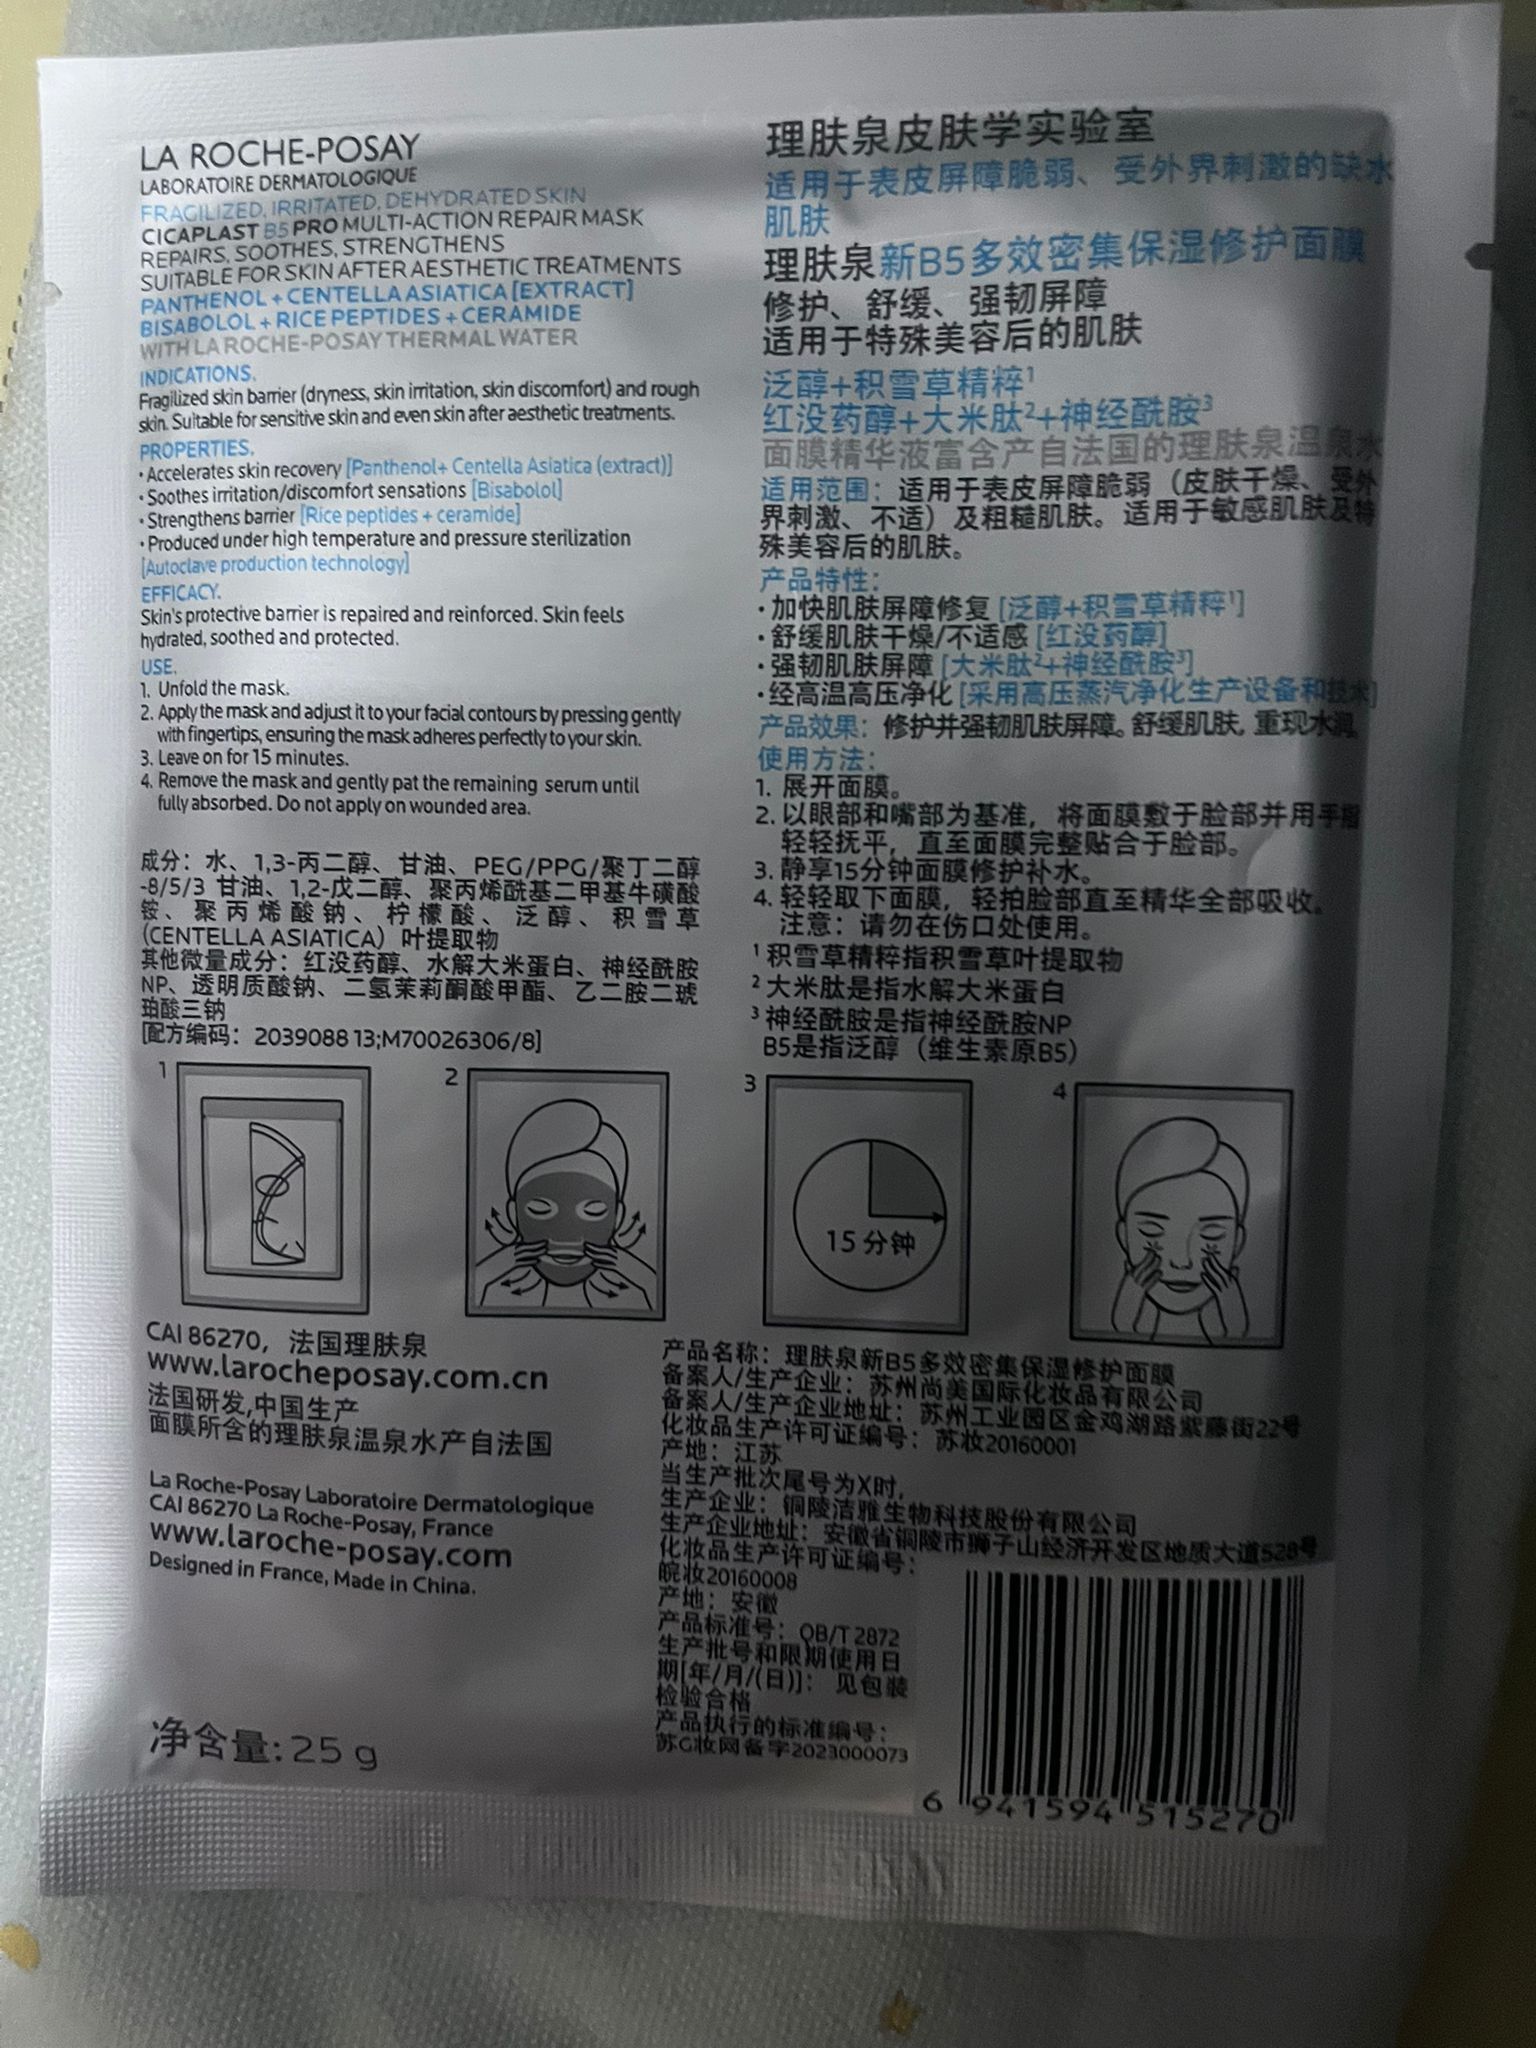 LA ROCHE-POSAY
LABORATOIRE DERMATOLOGIQUE
FRAGILIZED, IRRITATED, DEHYDRATED SKIN
CICAPLAST B5 PRO MULTI-ACTION REPAIR MASK
REPAIRS, SOOTHES, STRENGTHENS
SUITABLE FOR SKIN AFTER AESTHETIC TREATMENTS
PANTHENOL + CENTELLA ASIATICA [EXTRACT]
BISABOLOL + RICE PEPTIDES + CERAMIDE
WITH LA ROCHE-POSAY THERMAL WATER
INDICATIONS.
Fragilized skin barrier (dryness, skin irritation, skin discomfort) and rough
skin. Suitable for sensitive skin and even skin after aesthetic treatments.
PROPERTIES.
· Accelerates skin recovery [Panthenol+ Centella Asiatica (extract)]
· Soothes irritation/discomfort sensations [Bisabolol]
· Strengthens barrier [Rice peptides + ceramide]
· Produced under high temperature and pressure sterilization
[Autoclave production technology]
EFFICACY.
Skin's protective barrier is repaired and reinforced. Skin feels
hydrated, soothed and protected.
USE.
1. Unfold the mask.
2. Apply the mask and adjust it to your facial contours by pressing gently
with fingertips, ensuring the mask adheres perfectly to your skin.
3. Leave on for 15 minutes.
4. Remove the mask and gently pat the remaining serum until
fully absorbed. Do not apply on wounded area.
成分：水、1,3-丙二醇、甘油、PEG/PPG/聚丁二醇
-8/5/3 甘油、1,2-戊二醇、聚丙烯酰基二甲基牛磺酸
铵、聚丙烯酸钠、柠檬酸、泛醇、积雪草
（CENTELLA ASIATICA）叶提取物
其他微量成分：红没药醇、水解大米蛋白、神经酰胺
NP、透明质酸钠、二氢茉莉酮酸甲酯、乙二胺二琥
珀酸三钠
[配方编码：2039088 13;M70026306/8]
理肤泉皮肤学实验室
适用于表皮屏障脆弱、受外界刺激的缺水
肌肤
理肤泉新B5多效密集保湿修护面膜
修护、舒缓、强韧屏障
适用于特殊美容后的肌肤
泛醇+积雪草精粹¹
红没药醇+大米肽²+神经酰胺³
面膜精华液富含产自法国的理肤泉温泉水
适用范围：适用于表皮屏障脆弱（皮肤干燥、受外
界刺激、不适）及粗糙肌肤。适用于敏感肌肤及特
殊美容后的肌肤。
产品特性：
· 加快肌肤屏障修复 [泛醇+积雪草精粹¹]
· 舒缓肌肤干燥/不适感 [红没药醇]
· 强韧肌肤屏障 [大米肽²+神经酰胺³]
· 经高温高压净化 [采用高压蒸汽净化生产设备和技术]
产品效果：修护并强韧肌肤屏障。舒缓肌肤, 重现水润
使用方法：
1. 展开面膜。
2. 以眼部和嘴部为基准，将面膜敷于脸部并用手指
轻轻抚平，直至面膜完整贴合于脸部。
3. 静享15分钟面膜修护补水。
4. 轻轻取下面膜，轻拍脸部直至精华全部吸收。
注意：请勿在伤口处使用。
¹ 积雪草精粹指积雪草叶提取物
² 大米肽是指水解大米蛋白
³ 神经酰胺是指神经酰胺NP
B5是指泛醇（维生素原B5）
1
2
3
4
15 分钟
CAI 86270，法国理肤泉
www.larocheposay.com.cn
法国研发,中国生产
面膜所含的理肤泉温泉水产自法国
La Roche-Posay Laboratoire Dermatologique
CAI 86270 La Roche-Posay, France
www.laroche-posay.com
Designed in France, Made in China.
净含量: 25 g
产品名称：理肤泉新B5多效密集保湿修护面膜
备案人/生产企业：苏州尚美国际化妆品有限公司
备案人/生产企业地址：苏州工业园区金鸡湖路紫藤街22号
化妆品生产许可证编号：苏妆20160001
产地：江苏
当生产批次尾号为X时，
生产企业：铜陵洁雅生物科技股份有限公司
生产企业地址：安徽省铜陵市狮子山经济开发区地质大道528号
化妆品生产许可证编号：
皖妆20160008
产地：安徽
产品标准号：QB/T 2872
生产批号和限期使用日
期[年/月/(日)]：见包装
检验合格
产品执行的标准编号：
苏G妆网备字2023000073
6 941594 515270